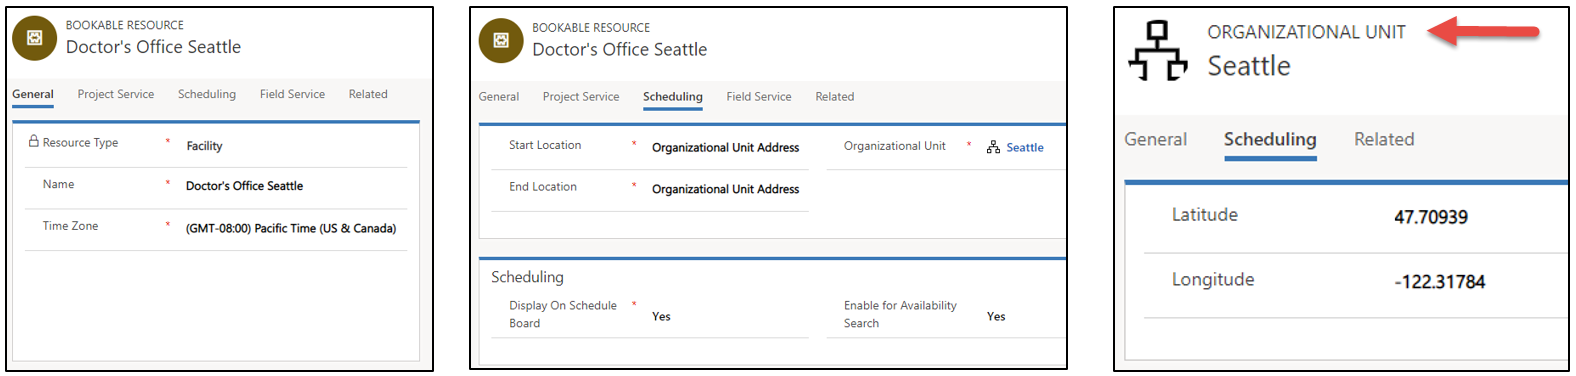 BOOKABLE RESOURCE
Doctor's Office Seattle
General Project Service Scheduling Field Service Related
Resource Type * Facility
Name * Doctor's Office Seattle
Time Zone * (GMT-08:00) Pacific Time (US & Canada)
BOOKABLE RESOURCE
Doctor's Office Seattle
General Project Service Scheduling Field Service Related
Start Location * Organizational Unit Address Organizational Unit * Seattle
End Location * Organizational Unit Address
Scheduling
Display On Schedule * Enable for Availability
Board Yes Search Yes
ORGANIZATIONAL UNIT
Seattle
General Scheduling Related
Latitude 47.70939
Longitude -122.31784